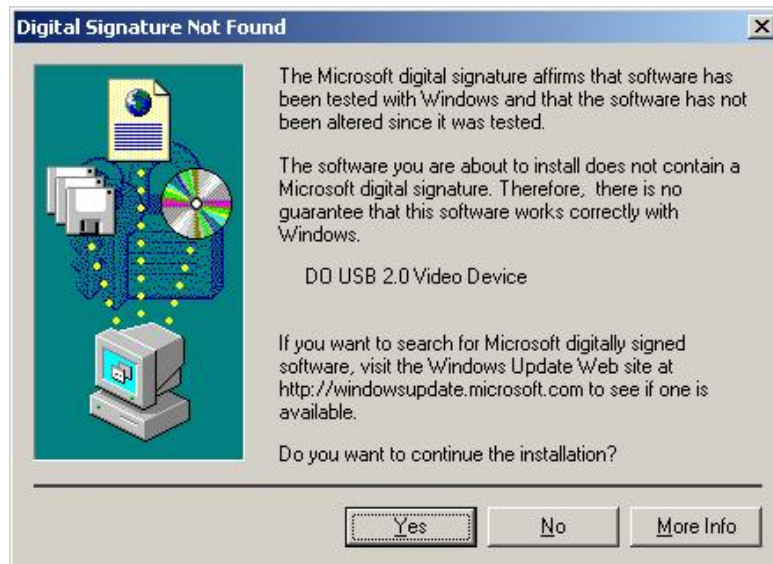 Digital Signature Not Found
The Microsoft digital signature affirms that software has
been tested with Windows and that the software has not
been altered since it was tested.
The software you are about to install does not contain a
Microsoft digital signature. Therefore, there is no
guarantee that this software works correctly with
Windows.
DO USB 2.0 Video Device
If you want to search for Microsoft digitally signed
software, visit the Windows Update Web site at
http://windowsupdate.microsoft.com to see if one is
available.
Do you want to continue the installation?
Yes No More Info